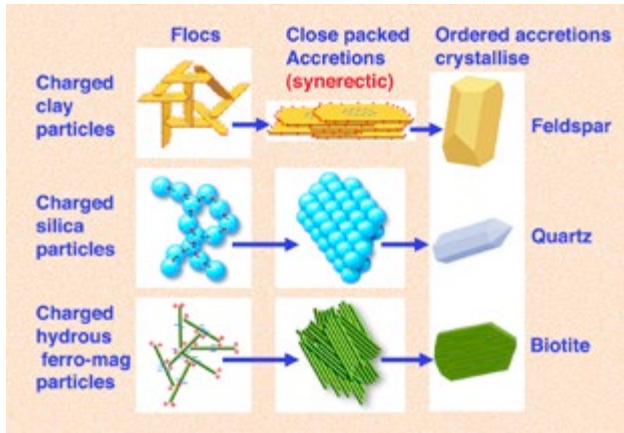 Flocs
Close packed
Accretions
(synerectic)
Ordered accretions
crystallise
Charged
clay
particles
Feldspar
Charged
silica
particles
Quartz
Charged
hydrous
ferro-mag
particles
Biotite